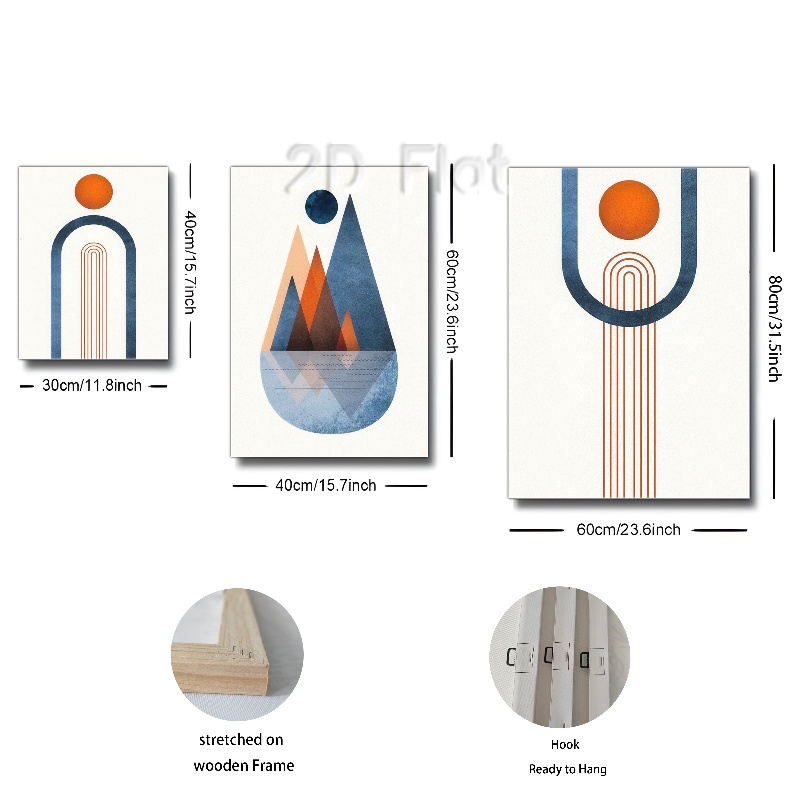 2D Flat
40cm/15.7inch
30cm/11.8inch
60cm/23.6inch
40cm/15.7inch
80cm/31.5inch
60cm/23.6inch
stretched on
wooden Frame
Hook
Ready to Hang